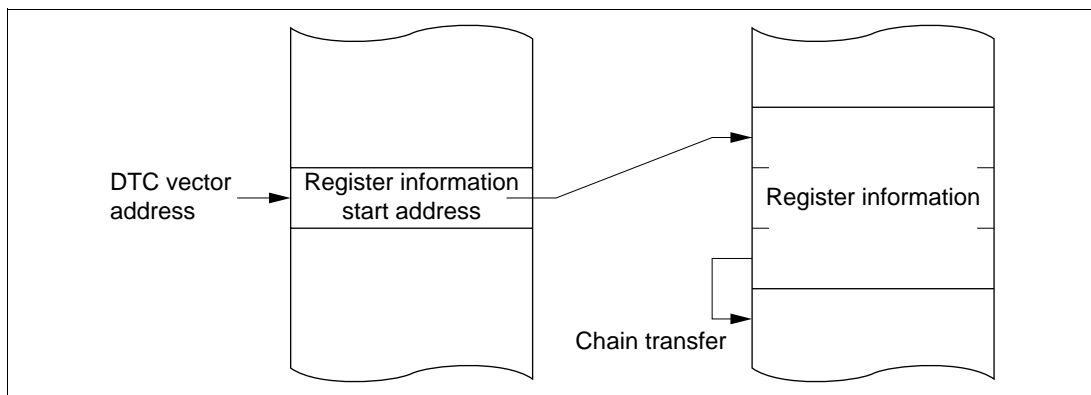 DTC vector
address
Register information
start address
Register information
Chain transfer